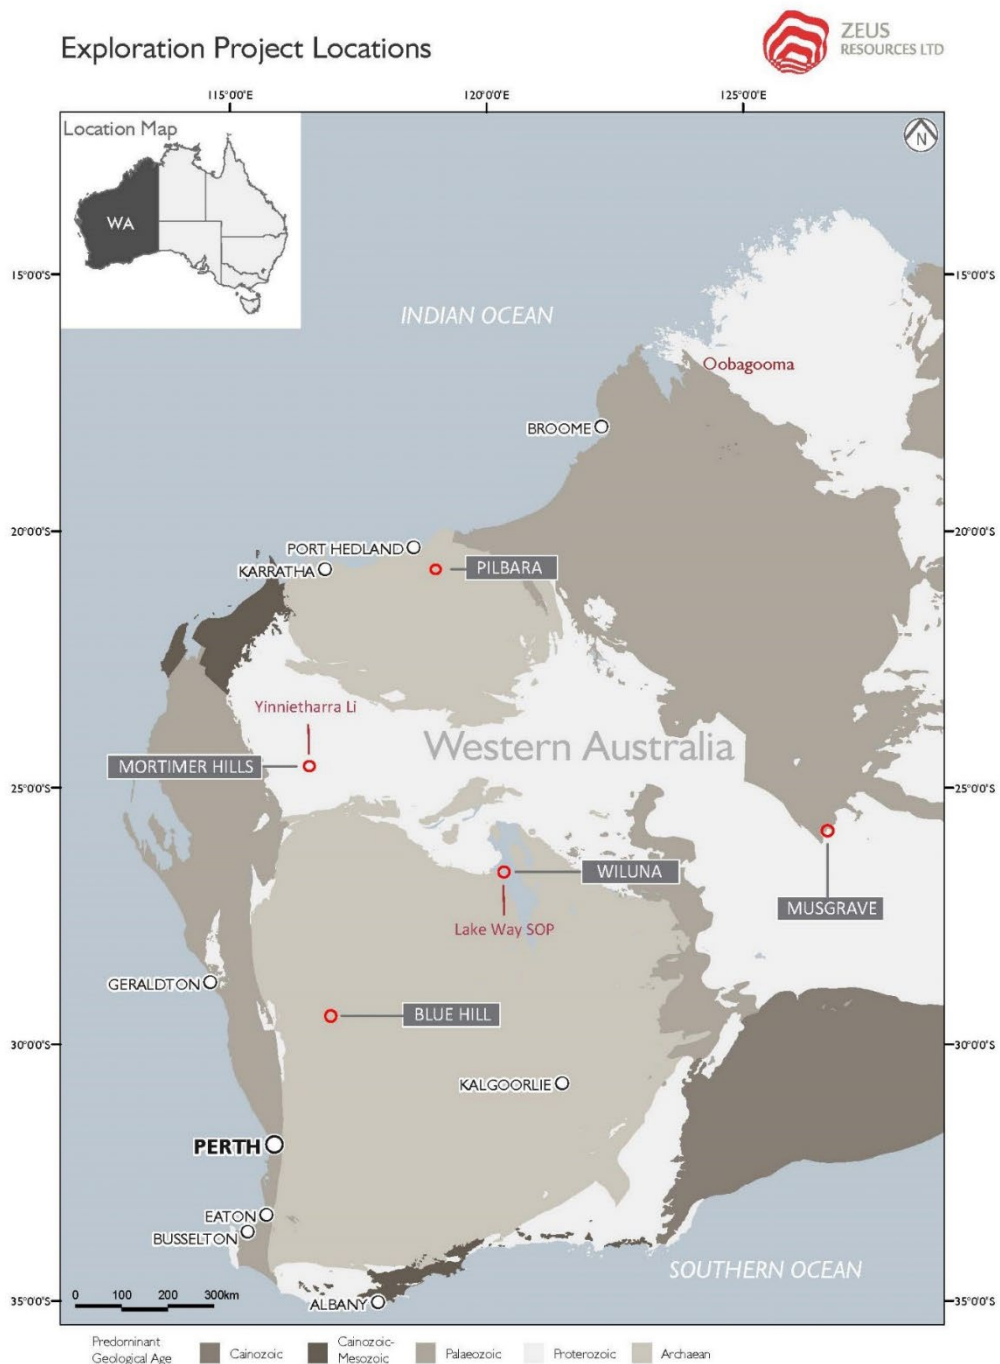 Exploration Project Locations
ZEUS
RESOURCES LTD
115°0'0"E
120°0'0"E
125°0'0"E
Location Map
WA
N
15°0'0"S
15°0'0"S
INDIAN OCEAN
Oobagooma
BROOME
20°0'0"S
20°0'0"S
PORT HEDLAND
KARRATHA
PILBARA
Yinnietharra Li
Western Australia
MORTIMER HILLS
25°0'0"S
25°0'0"S
WILUNA
MUSGRAVE
Lake Way SOP
GERALDTON
BLUE HILL
30°0'0"S
30°0'0"S
KALGOORLIE
PERTH
EATON
BUSSELTON
SOUTHERN OCEAN
0 100 200 300km
35°0'0"S
35°0'0"S
ALBANY
Predominant
Geological Age
Cainozoic
Cainozoic-
Mesozoic
Palaeozoic
Proterozoic
Archaean